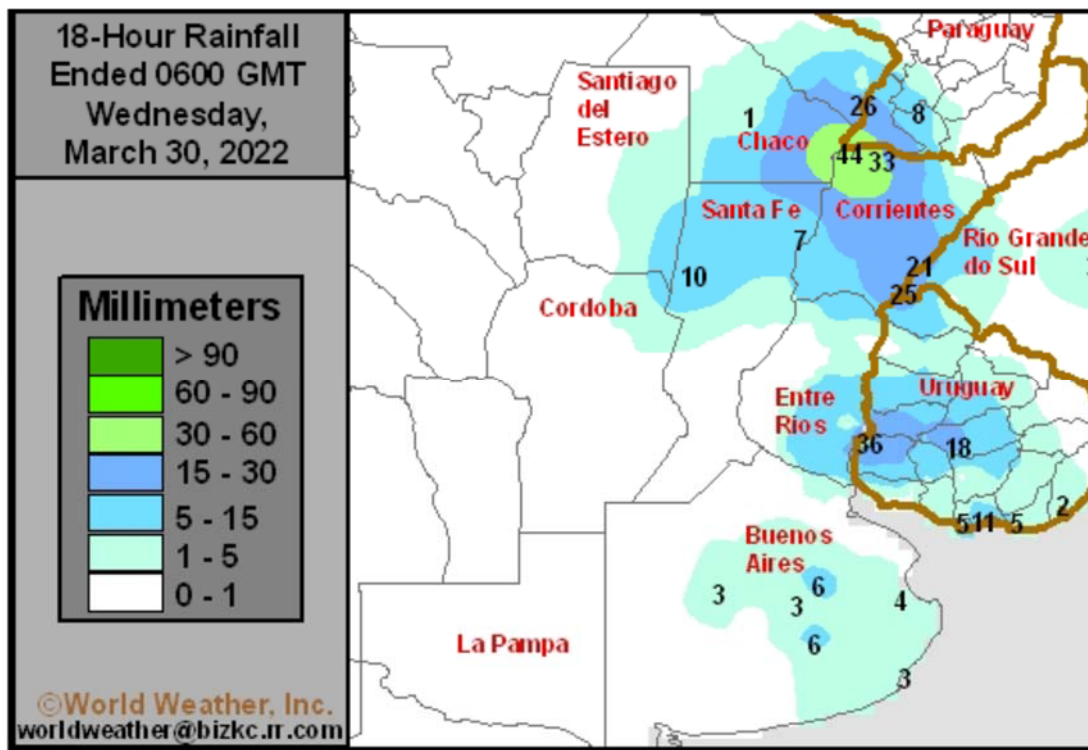 18-Hour Rainfall
Ended 0600 GMT
Wednesday,
March 30, 2022
Millimeters
> 90
60 - 90
30 - 60
15 - 30
5 - 15
1 - 5
0 - 1
©World Weather, Inc.
worldweather@bizkc.rr.com
Paraguay
Santiago
del
Estero
1
26
8
Chaco
44
33
Santa Fe
Corrientes
7
Rio Grande
do Sul
10
21
25
Cordoba
Entre
Rios
Uruguay
36
18
2
5
11
5
Buenos
Aires
3
6
3
4
La Pampa
6
3